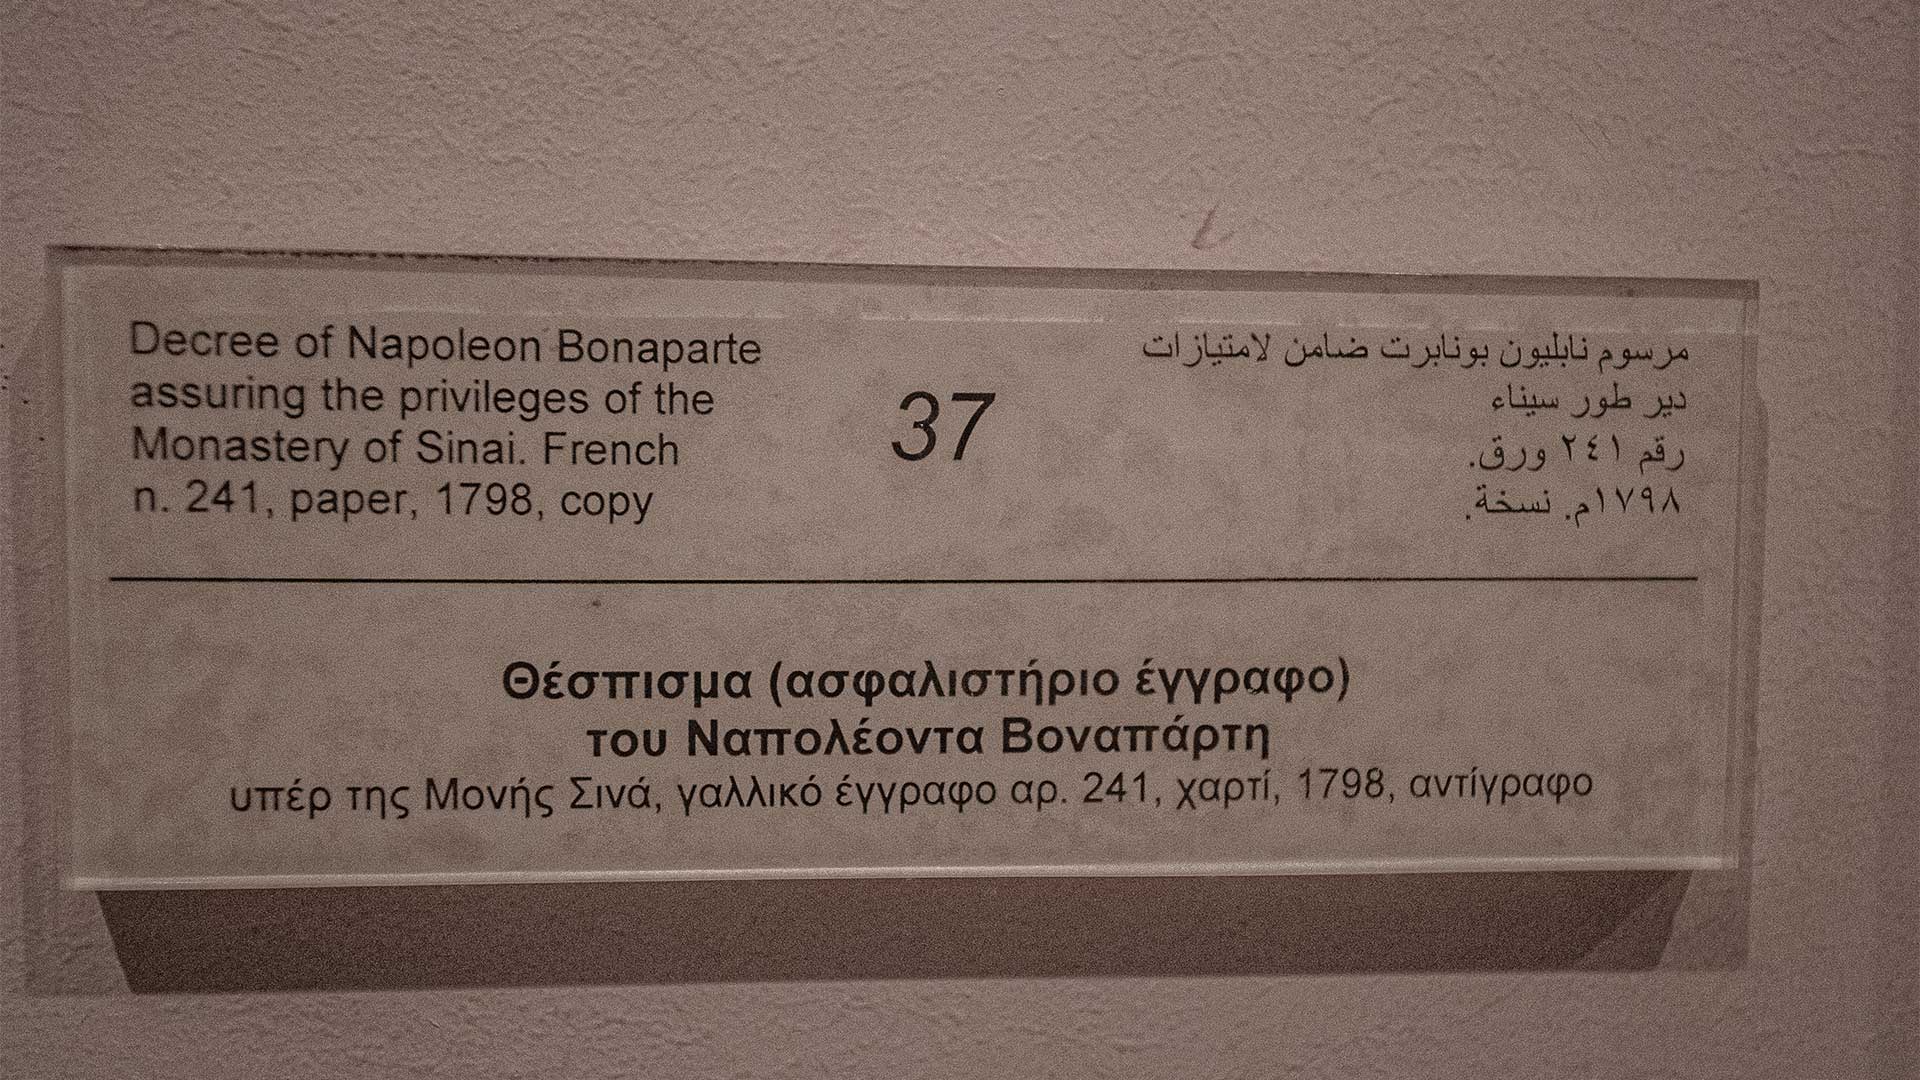 Decree of Napoleon Bonaparte
assuring the privileges of the
Monastery of Sinai. French
n. 241, paper, 1798, copy
37
مرسوم نابليون بونابرت ضامن لامتيازات
دير طور سيناء
رقم ٢٤١ ورق.
١٧٩٨م. نسخة.
Θέσπισμα (ασφαλιστήριο έγγραφο)
του Ναπολέοντα Βοναπάρτη
υπέρ της Μονής Σινά, γαλλικό έγγραφο αρ. 241, χαρτί, 1798, αντίγραφο